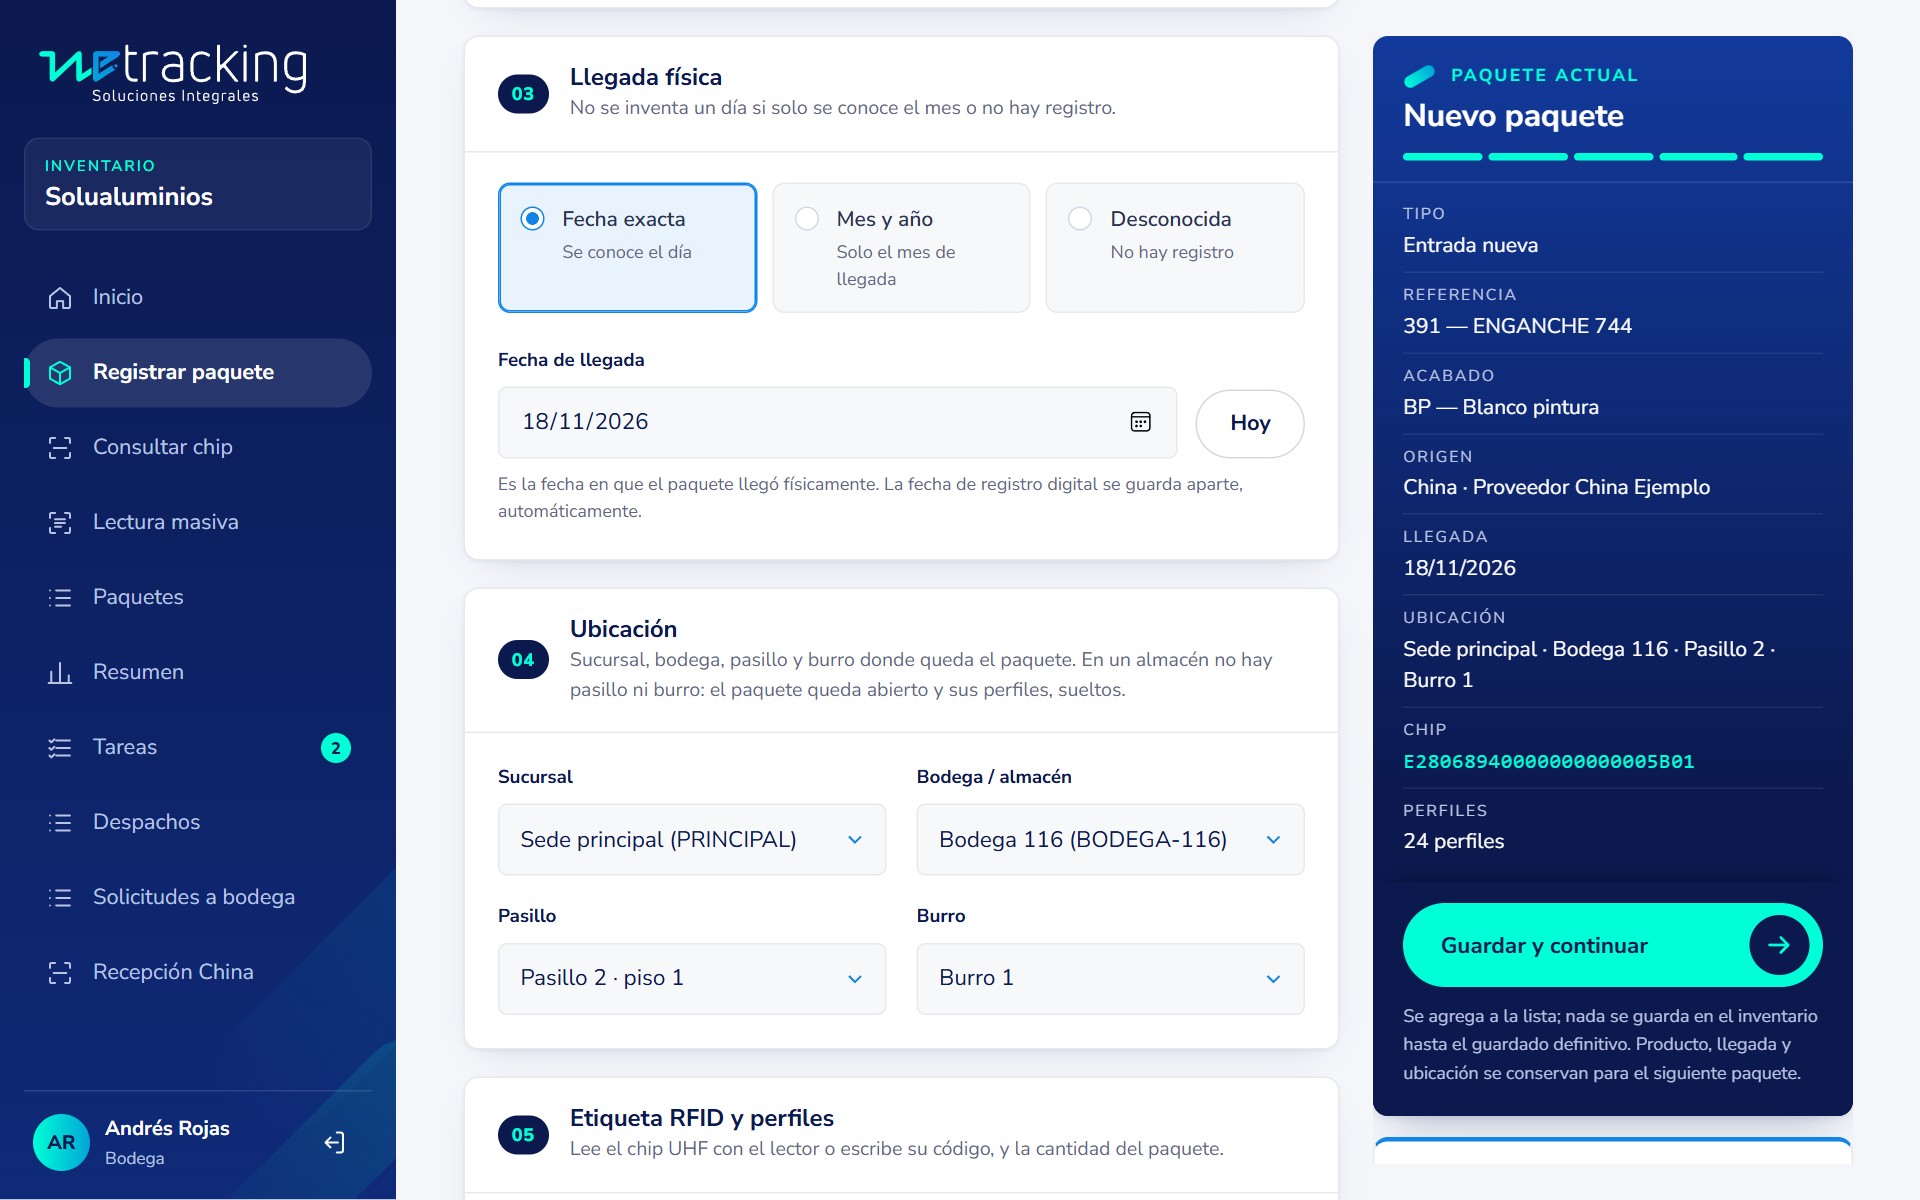 wetracking
Soluciones Integrales
INVENTARIO
Solualuminios
Inicio
Registrar paquete
Consultar chip
Lectura masiva
Paquetes
Resumen
Tareas
2
Despachos
Solicitudes a bodega
Recepción China
AR
Andrés Rojas
Bodega
03
Llegada física
No se inventa un día si solo se conoce el mes o no hay registro.
Fecha exacta
Se conoce el día
Mes y año
Solo el mes de
llegada
Desconocida
No hay registro
Fecha de llegada
18/11/2026
Hoy
Es la fecha en que el paquete llegó físicamente. La fecha de registro digital se guarda aparte,
automáticamente.
04
Ubicación
Sucursal, bodega, pasillo y burro donde queda el paquete. En un almacén no hay
pasillo ni burro: el paquete queda abierto y sus perfiles, sueltos.
Sucursal
Sede principal (PRINCIPAL)
Bodega / almacén
Bodega 116 (BODEGA-116)
Pasillo
Pasillo 2 · piso 1
Burro
Burro 1
05
Etiqueta RFID y perfiles
Lee el chip UHF con el lector o escribe su código, y la cantidad del paquete.
PAQUETE ACTUAL
Nuevo paquete
TIPO
Entrada nueva
REFERENCIA
391 — ENGANCHE 744
ACABADO
BP — Blanco pintura
ORIGEN
China · Proveedor China Ejemplo
LLEGADA
18/11/2026
UBICACIÓN
Sede principal · Bodega 116 · Pasillo 2 ·
Burro 1
CHIP
E28068940000000000005B01
PERFILES
24 perfiles
Guardar y continuar
Se agrega a la lista; nada se guarda en el inventario
hasta el guardado definitivo. Producto, llegada y
ubicación se conservan para el siguiente paquete.